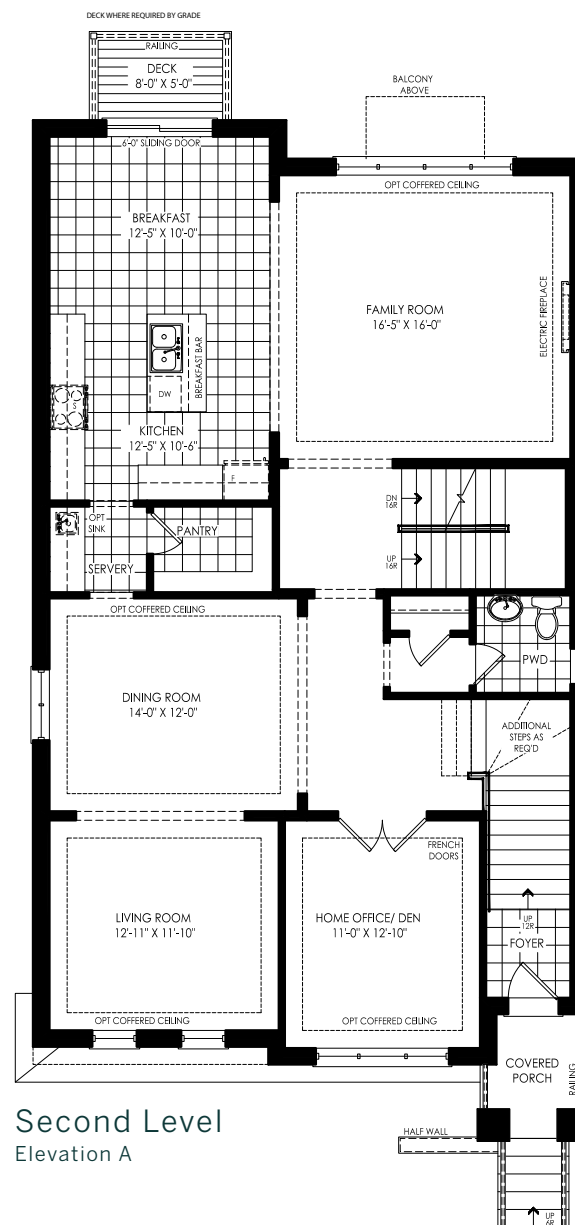 DECK WHERE REQUIRED BY GRADE
RAILING
DECK
8'-0" X 5'-0"
BALCONY
ABOVE
6'-0" SLIDING DOOR
OPT COFFERED CEILING
BREAKFAST
12'-5" X 10'-0"
FAMILY ROOM
16'-5" X 16'-0"
ELECTRIC FIREPLACE
BREAKFAST BAR
DW
S
KITCHEN
12'-5" X 10'-6"
F
DN
16R
OPT
SINK
PANTRY
UP
16R
SERVERY
OPT COFFERED CEILING
PWD
DINING ROOM
14'-0" X 12'-0"
ADDITIONAL
STEPS AS
REQ'D
FRENCH
DOORS
LIVING ROOM
12'-11" X 11'-10"
HOME OFFICE/ DEN
11'-0" X 12'-10"
UP
12R
FOYER
OPT COFFERED CEILING
OPT COFFERED CEILING
COVERED
PORCH
RAILING
Second Level
Elevation A
HALF WALL
UP
6R